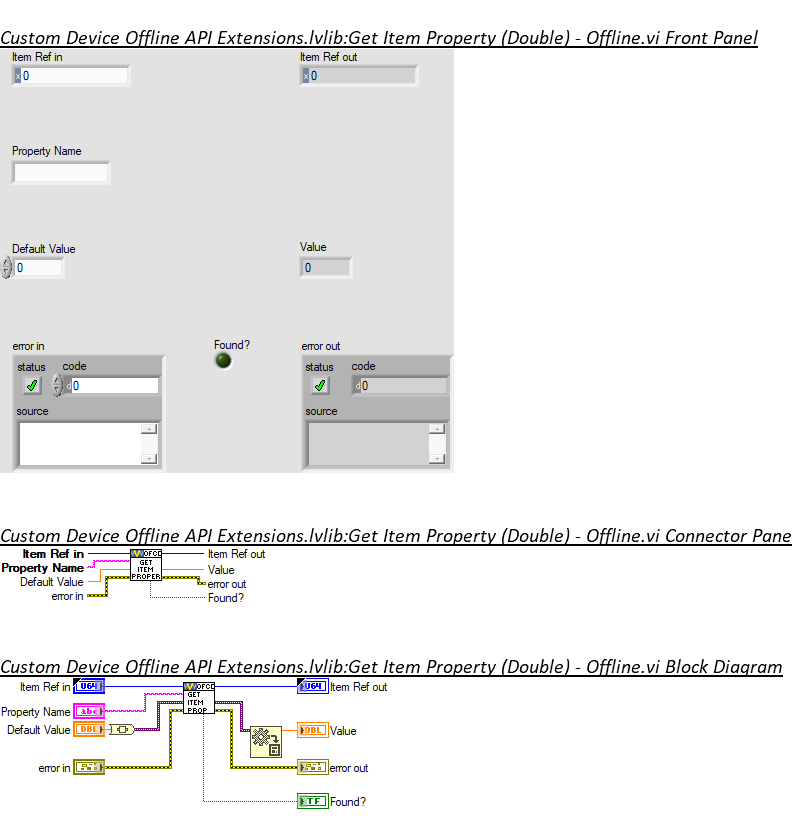 Custom Device Offline API Extensions.lvlib:Get Item Property (Double) - Offline.vi Front Panel
Item Ref in
Item Ref out
x 0
x 0
Property Name
Default Value
Value
0
0
error in
Found?
error out
status code
status code
d 0
d 0
source
source
Custom Device Offline API Extensions.lvlib:Get Item Property (Double) - Offline.vi Connector Pane
Item Ref in
OFCD
Item Ref out
Property Name
GET
ITEM
PROPER
Value
Default Value
error out
error in
Found?
Custom Device Offline API Extensions.lvlib:Get Item Property (Double) - Offline.vi Block Diagram
Item Ref in U64
OFCD
U64 Item Ref out
GET
ITEM
PROP
Property Name abc
Default Value DBL
DBL Value
error in
error out
TF Found?